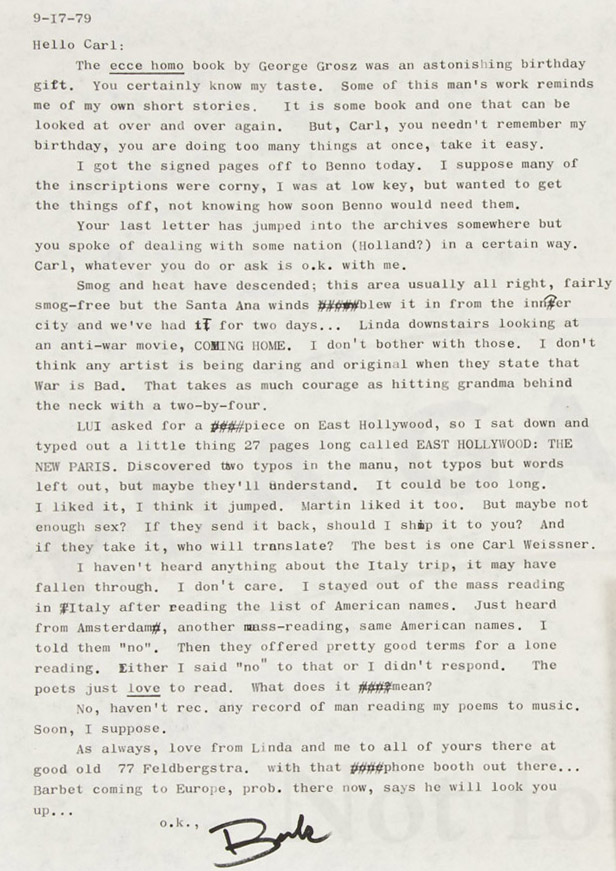 9-17-79
Hello Carl:
The ecce homo book by George Grosz was an astonishing birthday
gift. You certainly know my taste. Some of this man's work reminds
me of my own short stories. It is some book and one that can be
looked at over and over again. But, Carl, you needn't remember my
birthday, you are doing too many things at once, take it easy.
I got the signed pages off to Benno today. I suppose many of
the inscriptions were corny, I was at low key, but wanted to get
the things off, not knowing how soon Benno would need them.
Your last letter has jumped into the archives somewhere but
you spoke of dealing with some nation (Holland?) in a certain way.
Carl, whatever you do or ask is o.k. with me.
Smog and heat have descended; this area usually all right, fairly
smog-free but the Santa Ana winds #####blew it in from the inner
city and we've had it for two days... Linda downstairs looking at
an anti-war movie, COMING HOME. I don't bother with those. I don't
think any artist is being daring and original when they state that
War is Bad. That takes as much courage as hitting grandma behind
the neck with a two-by-four.
LUI asked for a ####piece on East Hollywood, so I sat down and
typed out a little thing 27 pages long called EAST HOLLYWOOD: THE
NEW PARIS. Discovered two typos in the manu, not typos but words
left out, but maybe they'll understand. It could be too long.
I liked it, I think it jumped. Martin liked it too. But maybe not
enough sex? If they send it back, should I ship it to you? And
if they take it, who will translate? The best is one Carl Weissner.
I haven't heard anything about the Italy trip, it may have
fallen through. I don't care. I stayed out of the mass reading
in #Italy after reading the list of American names. Just heard
from Amsterdam#, another mass-reading, same American names. I
told them "no". Then they offered pretty good terms for a lone
reading. Either I said "no" to that or I didn't respond. The
poets just love to read. What does it ####mean?
No, haven't rec. any record of man reading my poems to music.
Soon, I suppose.
As always, love from Linda and me to all of yours there at
good old 77 Feldbergstra. with that ####phone booth out there...
Barbet coming to Europe, prob. there now, says he will look you
up...
o.k., Buk